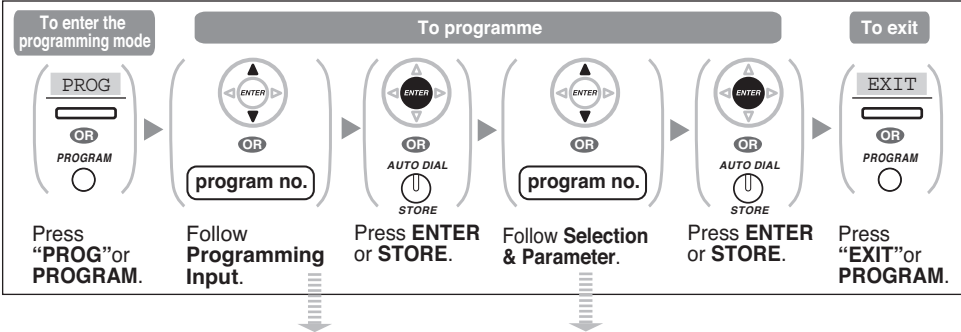 To enter the
programming mode
To programme
To exit
PROG
OR
PROGRAM
Press
“PROG”or
PROGRAM.
ENTER
OR
program no.
Follow
Programming
Input.
ENTER
OR
AUTO DIAL
STORE
Press ENTER
or STORE.
ENTER
OR
program no.
Follow Selection
& Parameter.
ENTER
OR
AUTO DIAL
STORE
Press ENTER
or STORE.
EXIT
OR
PROGRAM
Press
“EXIT”or
PROGRAM.